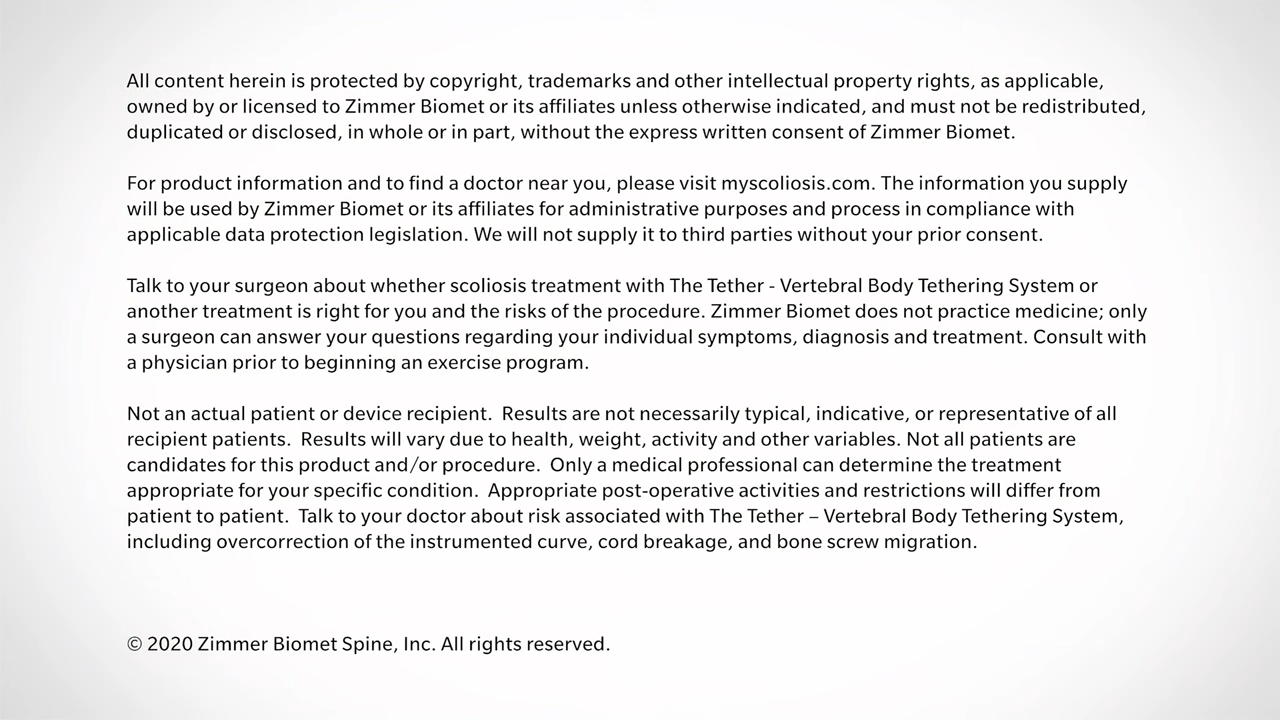 All content herein is protected by copyright, trademarks and other intellectual property rights, as applicable,
owned by or licensed to Zimmer Biomet or its affiliates unless otherwise indicated, and must not be redistributed,
duplicated or disclosed, in whole or in part, without the express written consent of Zimmer Biomet.
For product information and to find a doctor near you, please visit myscoliosis.com. The information you supply
will be used by Zimmer Biomet or its affiliates for administrative purposes and process in compliance with
applicable data protection legislation. We will not supply it to third parties without your prior consent.
Talk to your surgeon about whether scoliosis treatment with The Tether - Vertebral Body Tethering System or
another treatment is right for you and the risks of the procedure. Zimmer Biomet does not practice medicine; only
a surgeon can answer your questions regarding your individual symptoms, diagnosis and treatment. Consult with
a physician prior to beginning an exercise program.
Not an actual patient or device recipient.  Results are not necessarily typical, indicative, or representative of all
recipient patients.  Results will vary due to health, weight, activity and other variables. Not all patients are
candidates for this product and/or procedure.  Only a medical professional can determine the treatment
appropriate for your specific condition.  Appropriate post-operative activities and restrictions will differ from
patient to patient.  Talk to your doctor about risk associated with The Tether – Vertebral Body Tethering System,
including overcorrection of the instrumented curve, cord breakage, and bone screw migration.
© 2020 Zimmer Biomet Spine, Inc. All rights reserved.